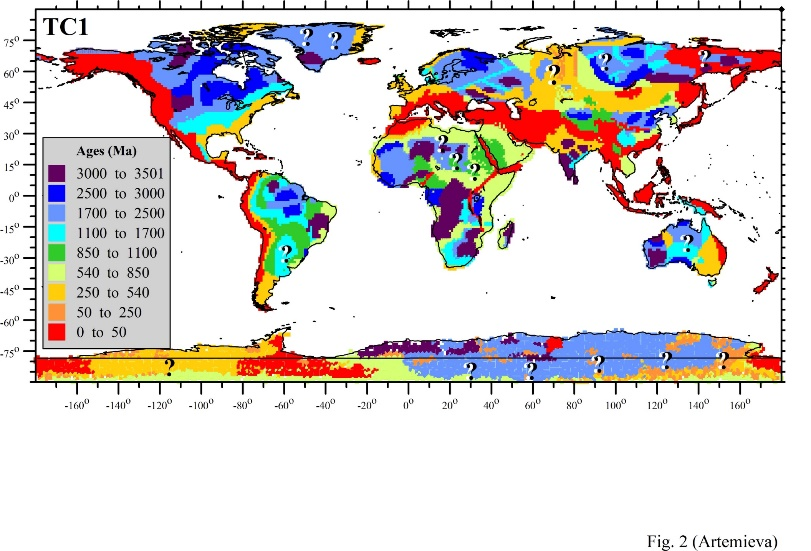 TC1
75°
60°
45°
30°
15°
0°
-15°
-30°
-45°
-60°
-75°
Ages (Ma)
3000 to 3501
2500 to 3000
1700 to 2500
1100 to 1700
850 to 1100
540 to 850
250 to 540
50 to 250
0 to 50
? ? ? ? ?
? ? ?
?
? ?
? ? ? ? ? ?
-160° -140° -120° -100° -80° -60° -40° -20° 0° 20° 40° 60° 80° 100° 120° 140° 160°
Fig. 2 (Artemieva)